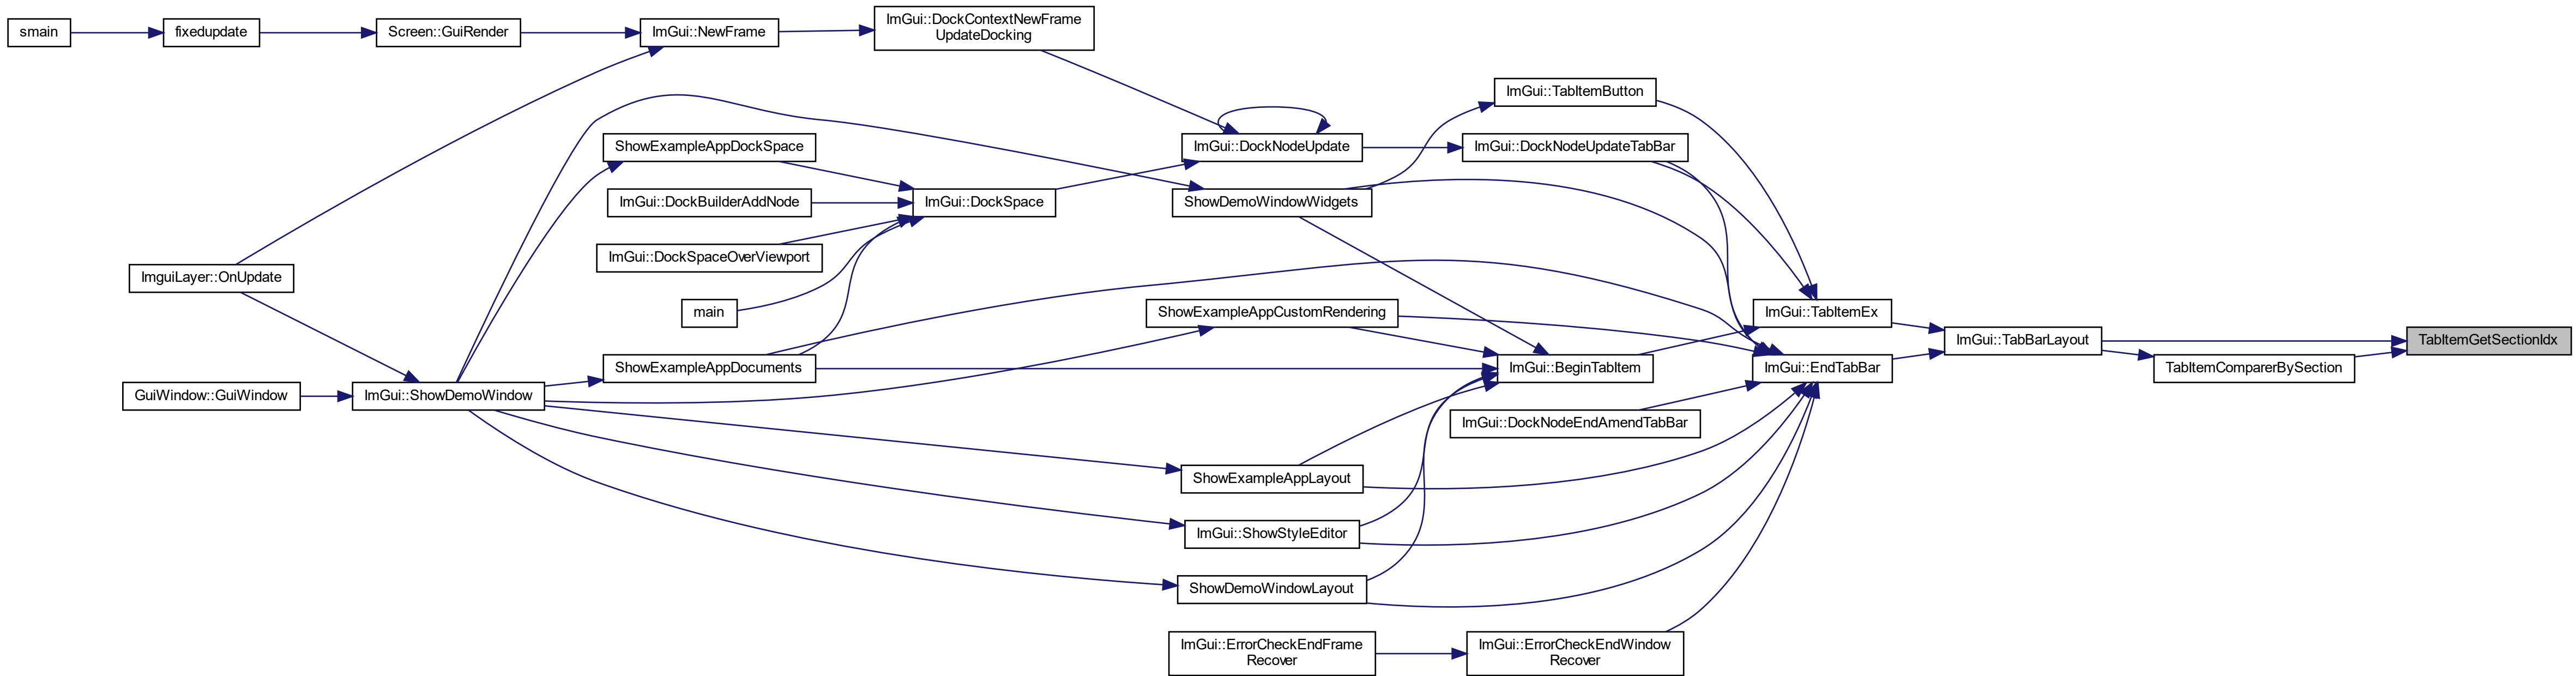 smain
fixedupdate
Screen::GuiRender
ImGui::NewFrame
ImGui::DockContextNewFrame
UpdateDocking
ImGui::TabItemButton
ShowExampleAppDockSpace
ImGui::DockNodeUpdate
ImGui::DockNodeUpdateTabBar
ImGui::DockBuilderAddNode
ImGui::DockSpace
ShowDemoWindowWidgets
ImGui::DockSpaceOverViewport
ImguiLayer::OnUpdate
main
ShowExampleAppCustomRendering
ImGui::TabItemEx
ImGui::TabBarLayout
TabItemGetSectionIdx
ShowExampleAppDocuments
ImGui::BeginTabItem
ImGui::EndTabBar
TabItemComparerBySection
GuiWindow::GuiWindow
ImGui::ShowDemoWindow
ImGui::DockNodeEndAmendTabBar
ShowExampleAppLayout
ImGui::ShowStyleEditor
ShowDemoWindowLayout
ImGui::ErrorCheckEndFrame
Recover
ImGui::ErrorCheckEndWindow
Recover